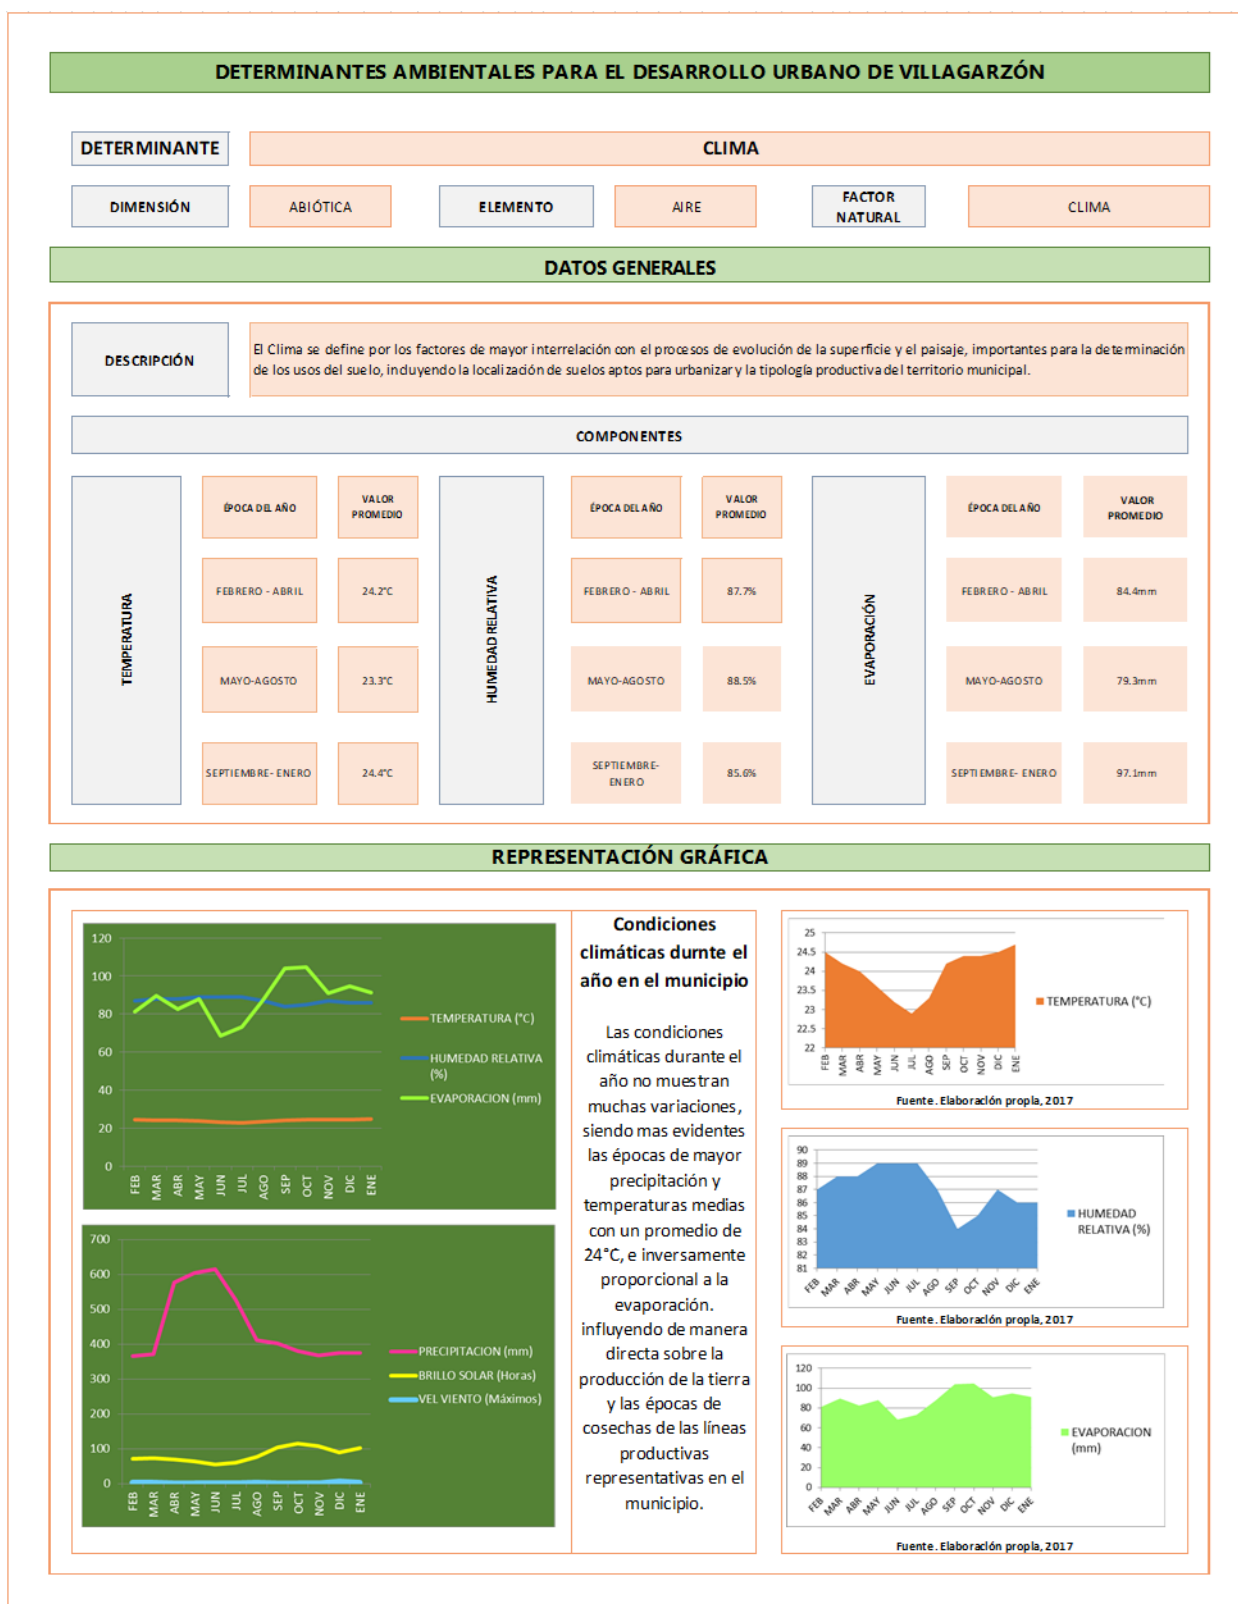 DETERMINANTES AMBIENTALES PARA EL DESARROLLO URBANO DE VILLAGARZÓN
DETERMINANTE
CLIMA
DIMENSIÓN
ABIÓTICA
ELEMENTO
AIRE
FACTOR
NATURAL
CLIMA
DATOS GENERALES
DESCRIPCIÓN
El Clima se define por los factores de mayor interrelación con el procesos de evolución de la superficie y el paisaje, importantes para la determinación
de los usos del suelo, incluyendo la localización de suelos aptos para urbanizar y la tipología productiva del territorio municipal.
COMPONENTES
TEMPERATURA
ÉPOCA DEL AÑO
VALOR
PROMEDIO
FEBRERO - ABRIL
24.2°C
MAYO-AGOSTO
23.3°C
SEPTIEMBRE- ENERO
24.4°C
HUMEDAD RELATIVA
ÉPOCA DEL AÑO
VALOR
PROMEDIO
FEBRERO - ABRIL
87.7%
MAYO-AGOSTO
88.5%
SEPTIEMBRE-
ENERO
85.6%
EVAPORACIÓN
ÉPOCA DEL AÑO
VALOR
PROMEDIO
FEBRERO - ABRIL
84.4mm
MAYO-AGOSTO
79.3mm
SEPTIEMBRE- ENERO
97.1mm
REPRESENTACIÓN GRÁFICA
120
100
80
60
40
20
0
FEB
MAR
ABR
MAY
JUN
JUL
AGO
SEP
OCT
NOV
DIC
ENE
TEMPERATURA (°C)
HUMEDAD RELATIVA
(%)
EVAPORACION (mm)
700
600
500
400
300
200
100
0
FEB
MAR
ABR
MAY
JUN
JUL
AGO
SEP
OCT
NOV
DIC
ENE
PRECIPITACION (mm)
BRILLO SOLAR (Horas)
VEL VIENTO (Máximos)
Condiciones
climáticas durnte el
año en el municipio
Las condiciones
climáticas durante el
año no muestran
muchas variaciones,
siendo mas evidentes
las épocas de mayor
precipitación y
temperaturas medias
con un promedio de
24°C, e inversamente
proporcional a la
evaporación.
influyendo de manera
directa sobre la
producción de la tierra
y las épocas de
cosechas de las líneas
productivas
representativas en el
municipio.
25
24.5
24
23.5
23
22.5
22
FEB
MAR
ABR
MAY
JUN
JUL
AGO
SEP
OCT
NOV
DIC
ENE
TEMPERATURA (°C)
Fuente. Elaboración propia, 2017
90
89
88
87
86
85
84
83
82
81
FEB
MAR
ABR
MAY
JUN
JUL
AGO
SEP
OCT
NOV
DIC
ENE
HUMEDAD
RELATIVA (%)
Fuente. Elaboración propia, 2017
120
100
80
60
40
20
0
FEB
MAR
ABR
MAY
JUN
JUL
AGO
SEP
OCT
NOV
DIC
ENE
EVAPORACION
(mm)
Fuente. Elaboración propia, 2017